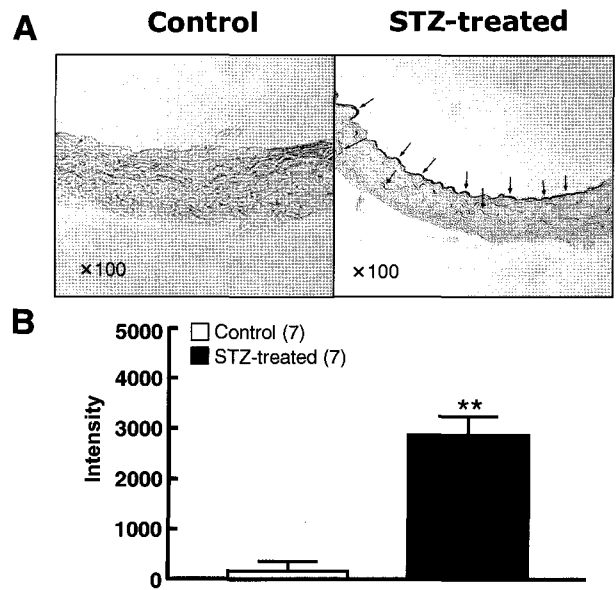 A
Control
STZ-treated
×100
×100
B
5000
4000
3000
2000
1000
0
Intensity
Control (7)
STZ-treated (7)
**